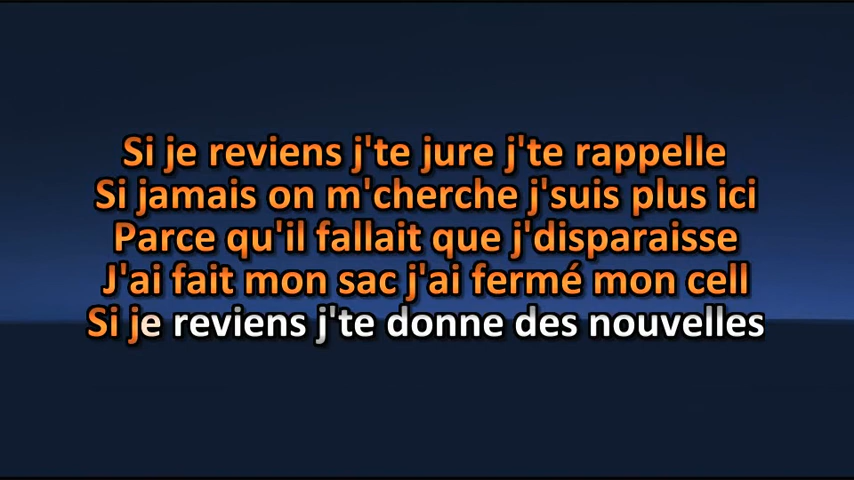 Si je reviens j'te jure j'te rappelle
Si jamais on m'cherche j'suis plus ici
Parce qu'il fallait que j'disparaisse
J'ai fait mon sac j'ai fermé mon cell
Si je reviens j'te donne des nouvelles